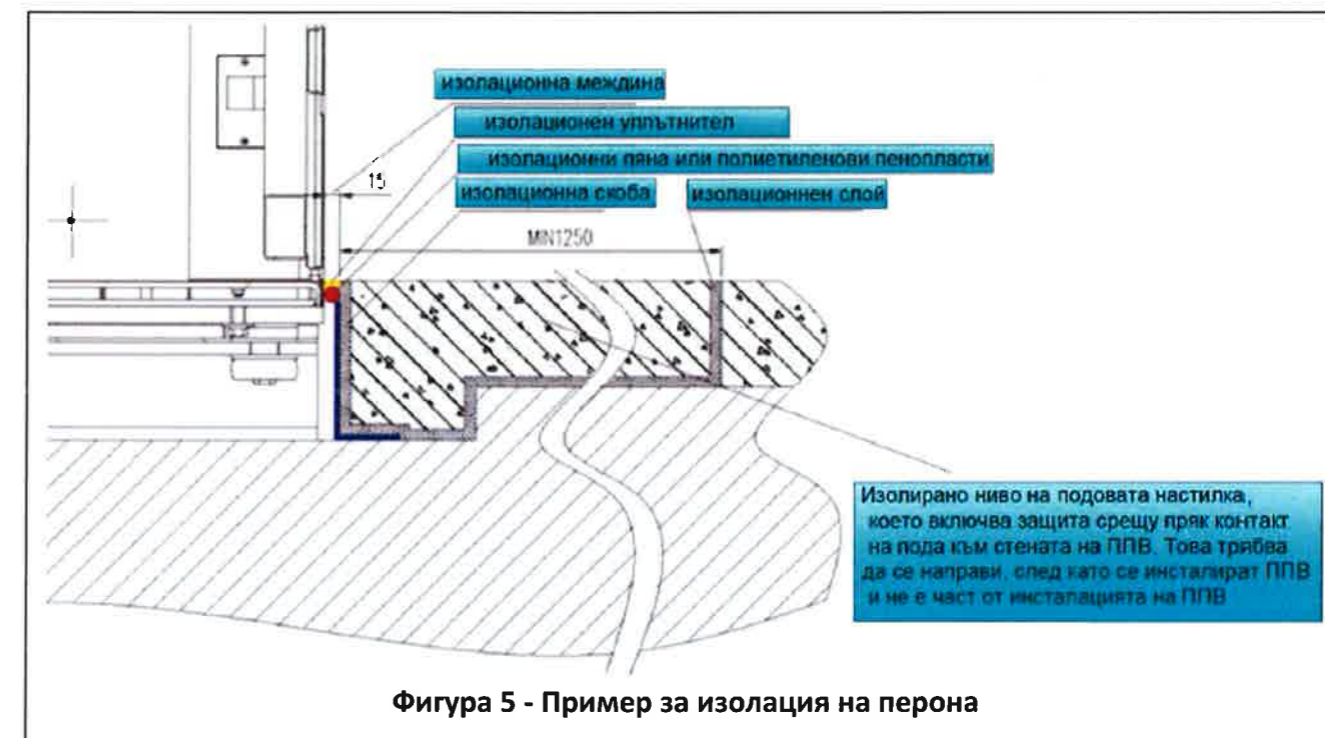 изолационна междина
изолационен уплътнител
изолационни пяна или полиетиленови пенопласти
15
изолационна скоба
изолационнен слой
MIN1250
Изолирано ниво на подовата настилка,
което включва защита срещу пряк контакт
на пода към стената на ППВ. Това трябва
да се направи, след като се инсталират ППВ
и не е част от инсталацията на ППВ
Фигура 5 - Пример за изолация на перона